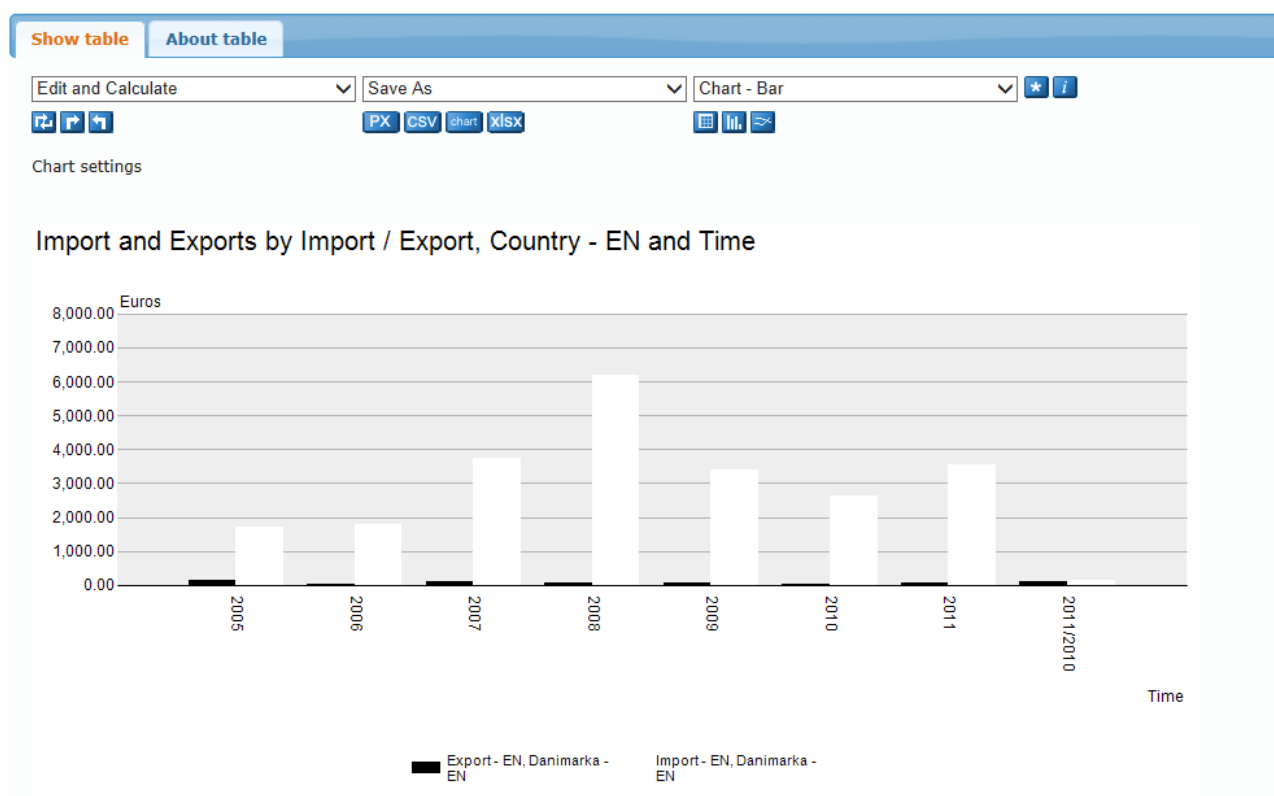 Show table About table
Edit and Calculate Save As Chart - Bar * i
PX CSV chart xlsx
Chart settings
Import and Exports by Import / Export, Country - EN and Time
Euros
8,000.00
7,000.00
6,000.00
5,000.00
4,000.00
3,000.00
2,000.00
1,000.00
0.00
2005 2006 2007 2008 2009 2010 2011 2011/2010
Time
Export - EN, Danimarka - Import - EN, Danimarka -
EN EN